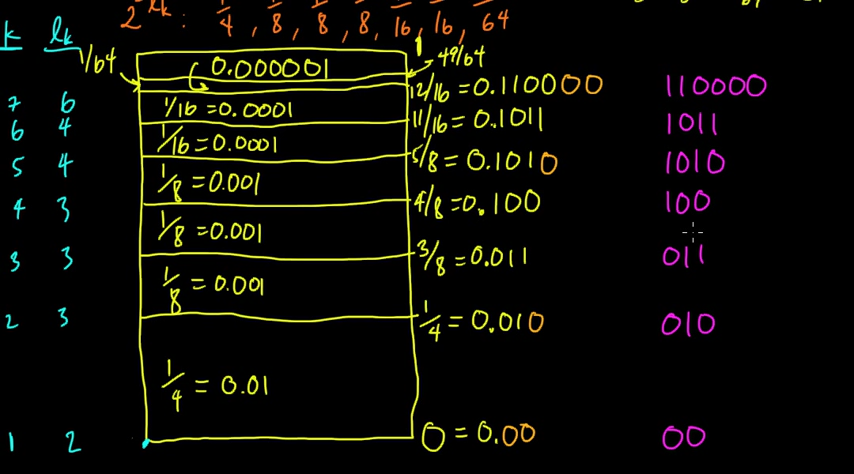 k lk 2^-lk : 1/4, 1/8, 1/8, 1/8, 1/16, 1/16, 1/64
1
1/64 0.000001 49/64
7 6 12/16 = 0.110000 110000
6 4 1/16 = 0.0001 11/16 = 0.1011 1011
5 4 1/16 = 0.0001 5/8 = 0.1010 1010
4 3 1/8 = 0.001 4/8 = 0.100 100
3 3 1/8 = 0.001 3/8 = 0.011 011
2 3 1/8 = 0.001 1/4 = 0.010 010
1/4 = 0.01
1 2 0 = 0.00 00